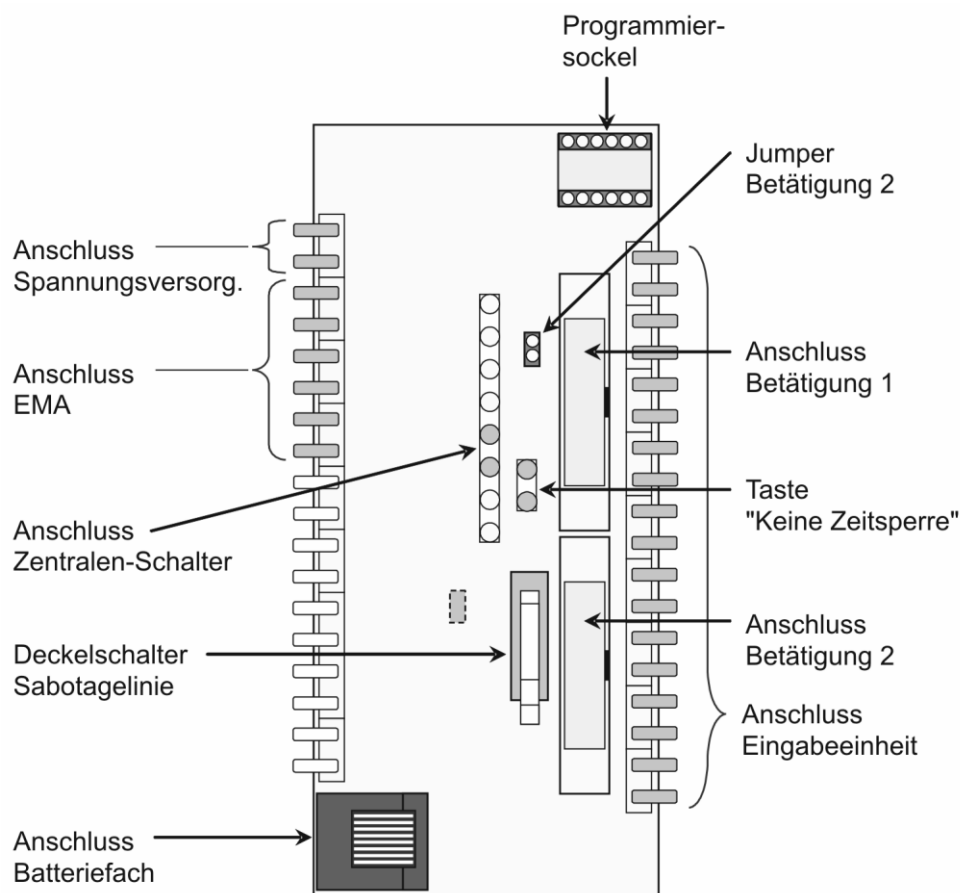 Programmier-
sockel
Jumper
Betätigung 2
Anschluss
Spannungsversorg.
Anschluss
Betätigung 1
Anschluss
EMA
Taste
"Keine Zeitsperre"
Anschluss
Zentralen-Schalter
Anschluss
Betätigung 2
Deckelschalter
Sabotagelinie
Anschluss
Eingabeeinheit
Anschluss
Batteriefach